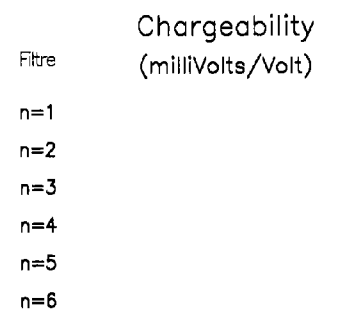 Chargeability
Filtre (milliVolts/Volt)
n=1
n=2
n=3
n=4
n=5
n=6